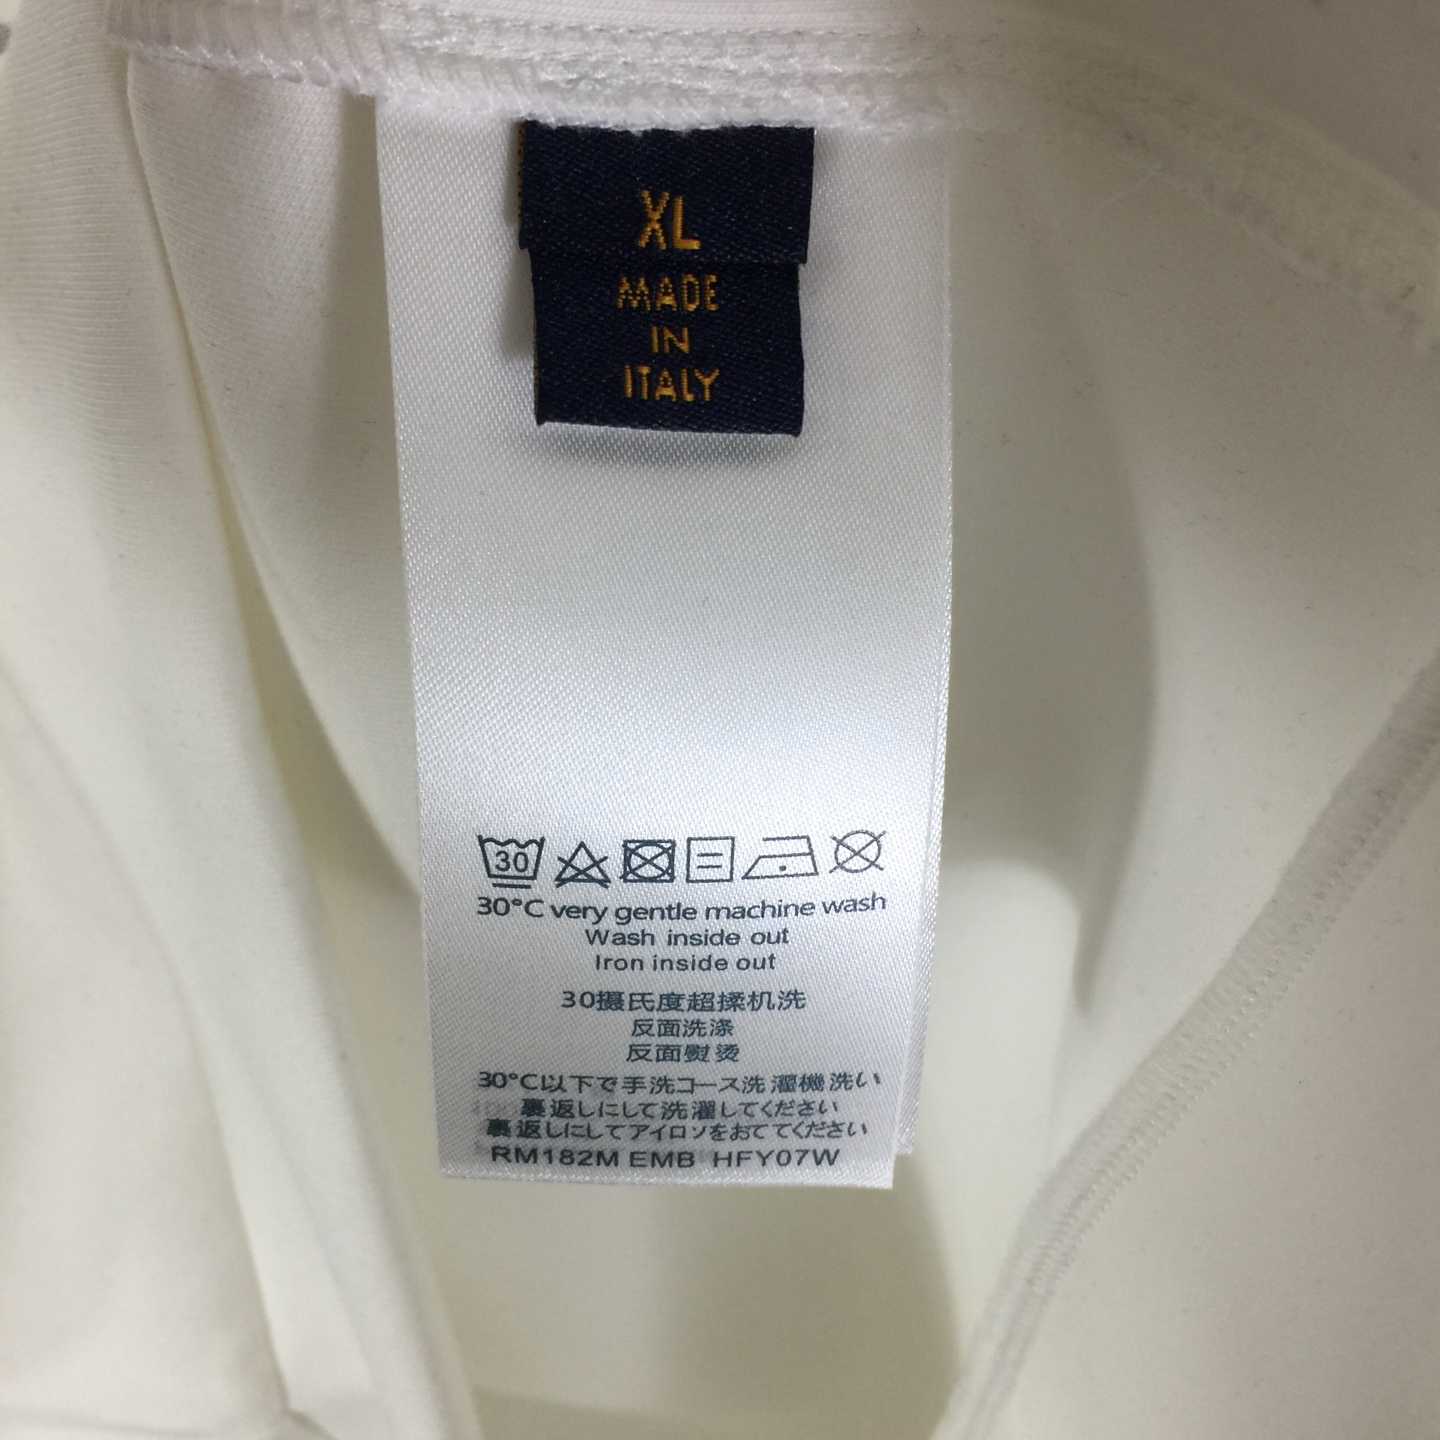 XL
MADE
IN
ITALY
30
30°C very gentle machine wash
Wash inside out
Iron inside out
30摄氏度超揉机洗
反面洗涤
反面熨烫
30°C以下で手洗コース洗濯機洗い
裏返しにして洗濯してください
裏返しにしてアイロンをおててください
RM182M EMB HFY07W